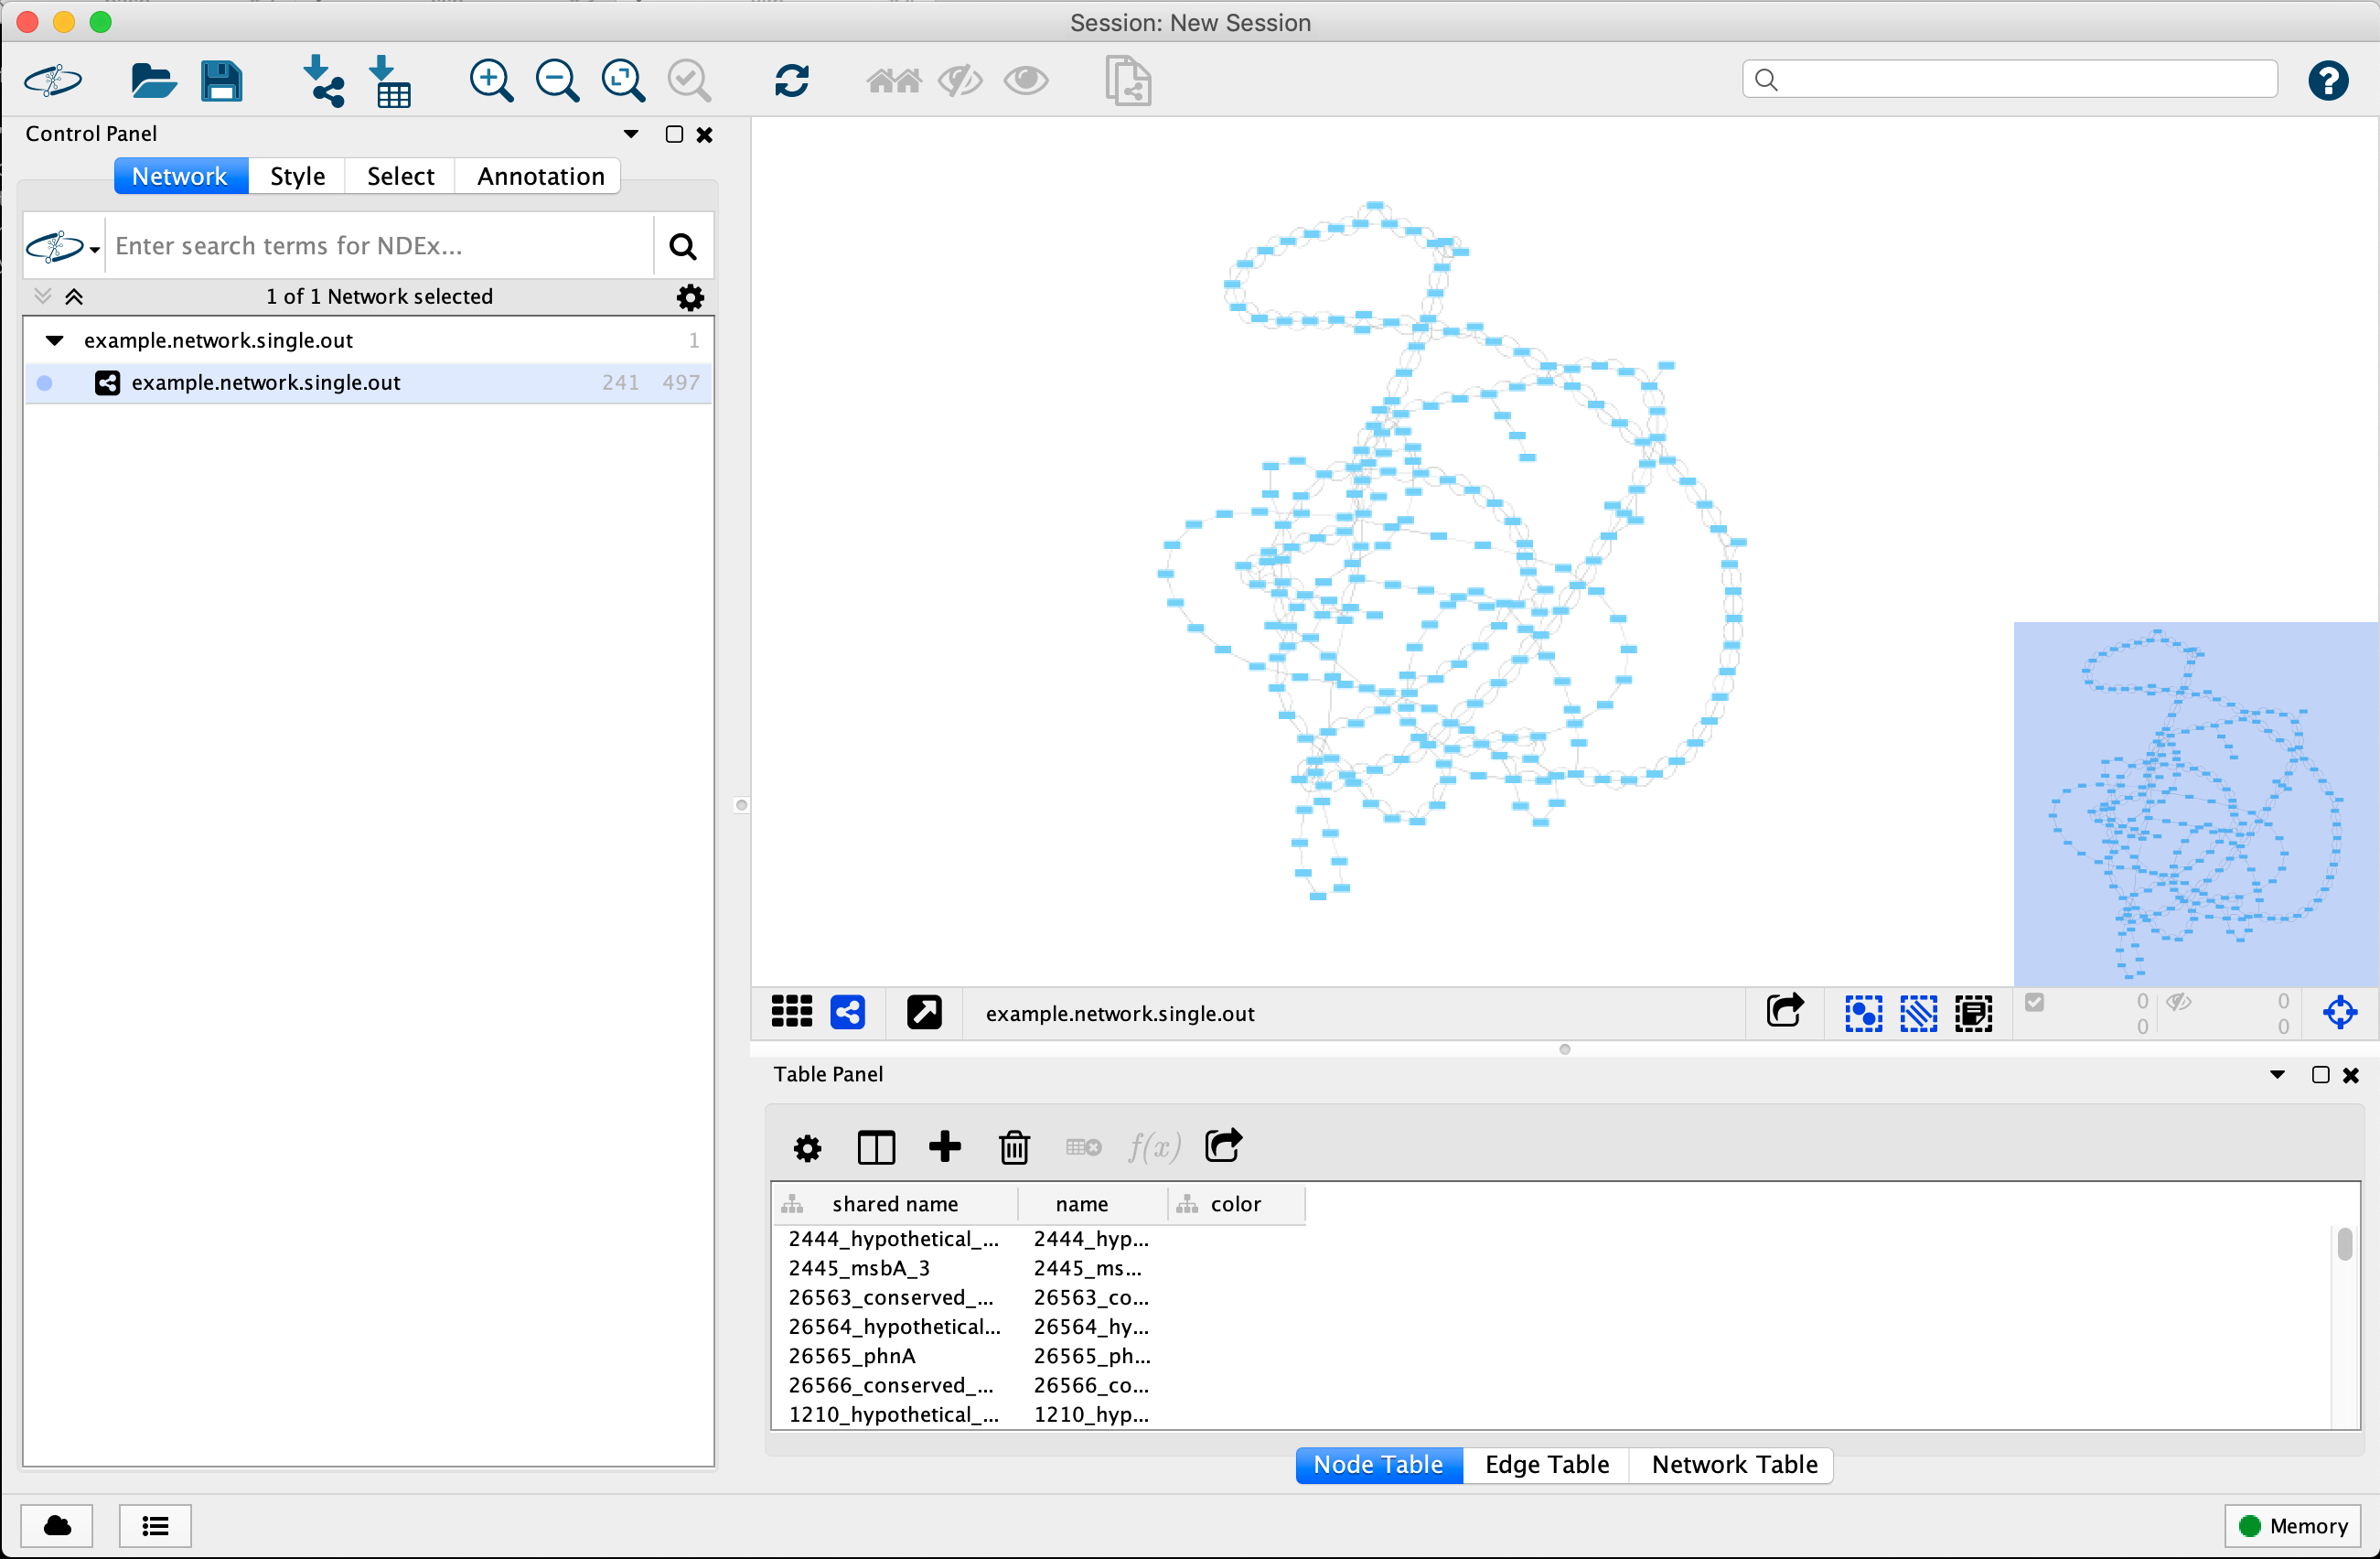 Session: New Session
Control Panel
Network Style Select Annotation
Enter search terms for NDEx...
1 of 1 Network selected
example.network.single.out 1
example.network.single.out 241 497
example.network.single.out
0 0
0 0
Table Panel
f(x)
shared name name color
2444_hypothetical_... 2444_hyp...
2445_msbA_3 2445_ms...
26563_conserved_... 26563_co...
26564_hypothetical... 26564_hy...
26565_phnA 26565_ph...
26566_conserved_... 26566_co...
1210_hypothetical_... 1210_hyp...
Node Table Edge Table Network Table
Memory